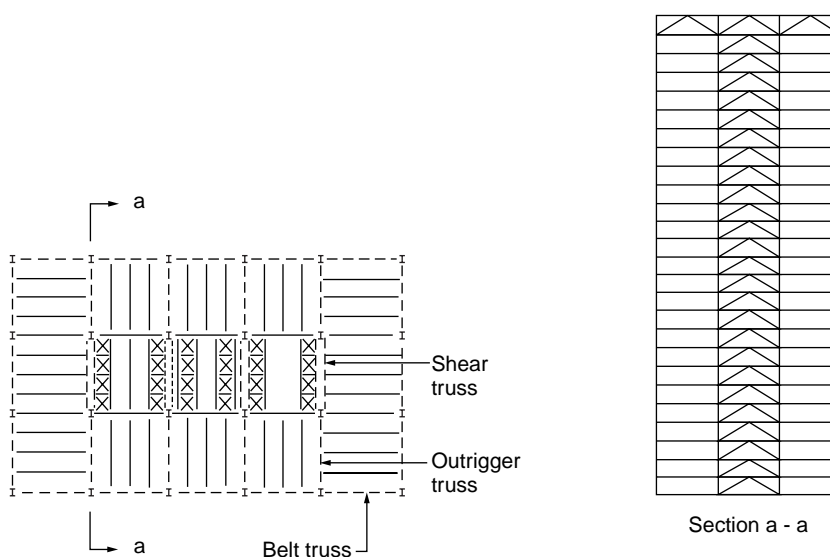 a
Shear
truss
Outrigger
truss
a
Belt truss
Section a - a